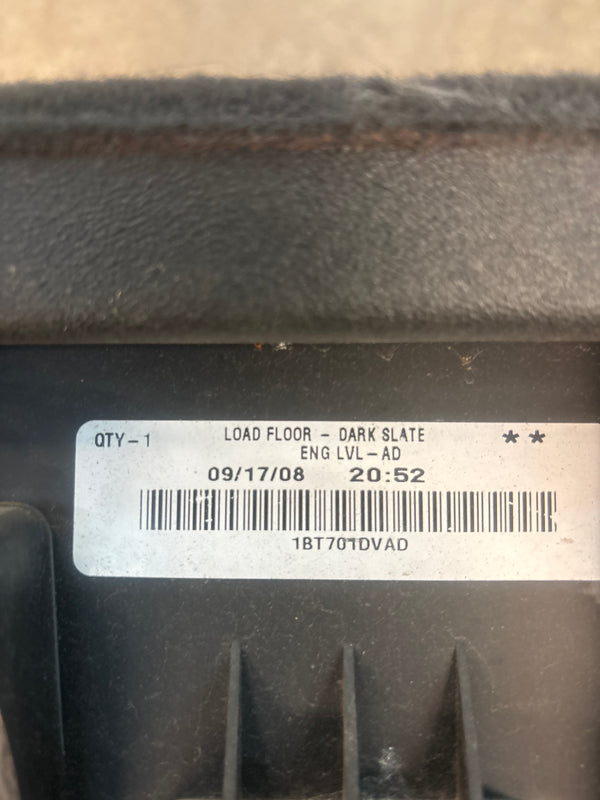 QTY-1
LOAD FLOOR - DARK SLATE
**
ENG LVL-AD
09/17/08 20:52
1BT701DVAD